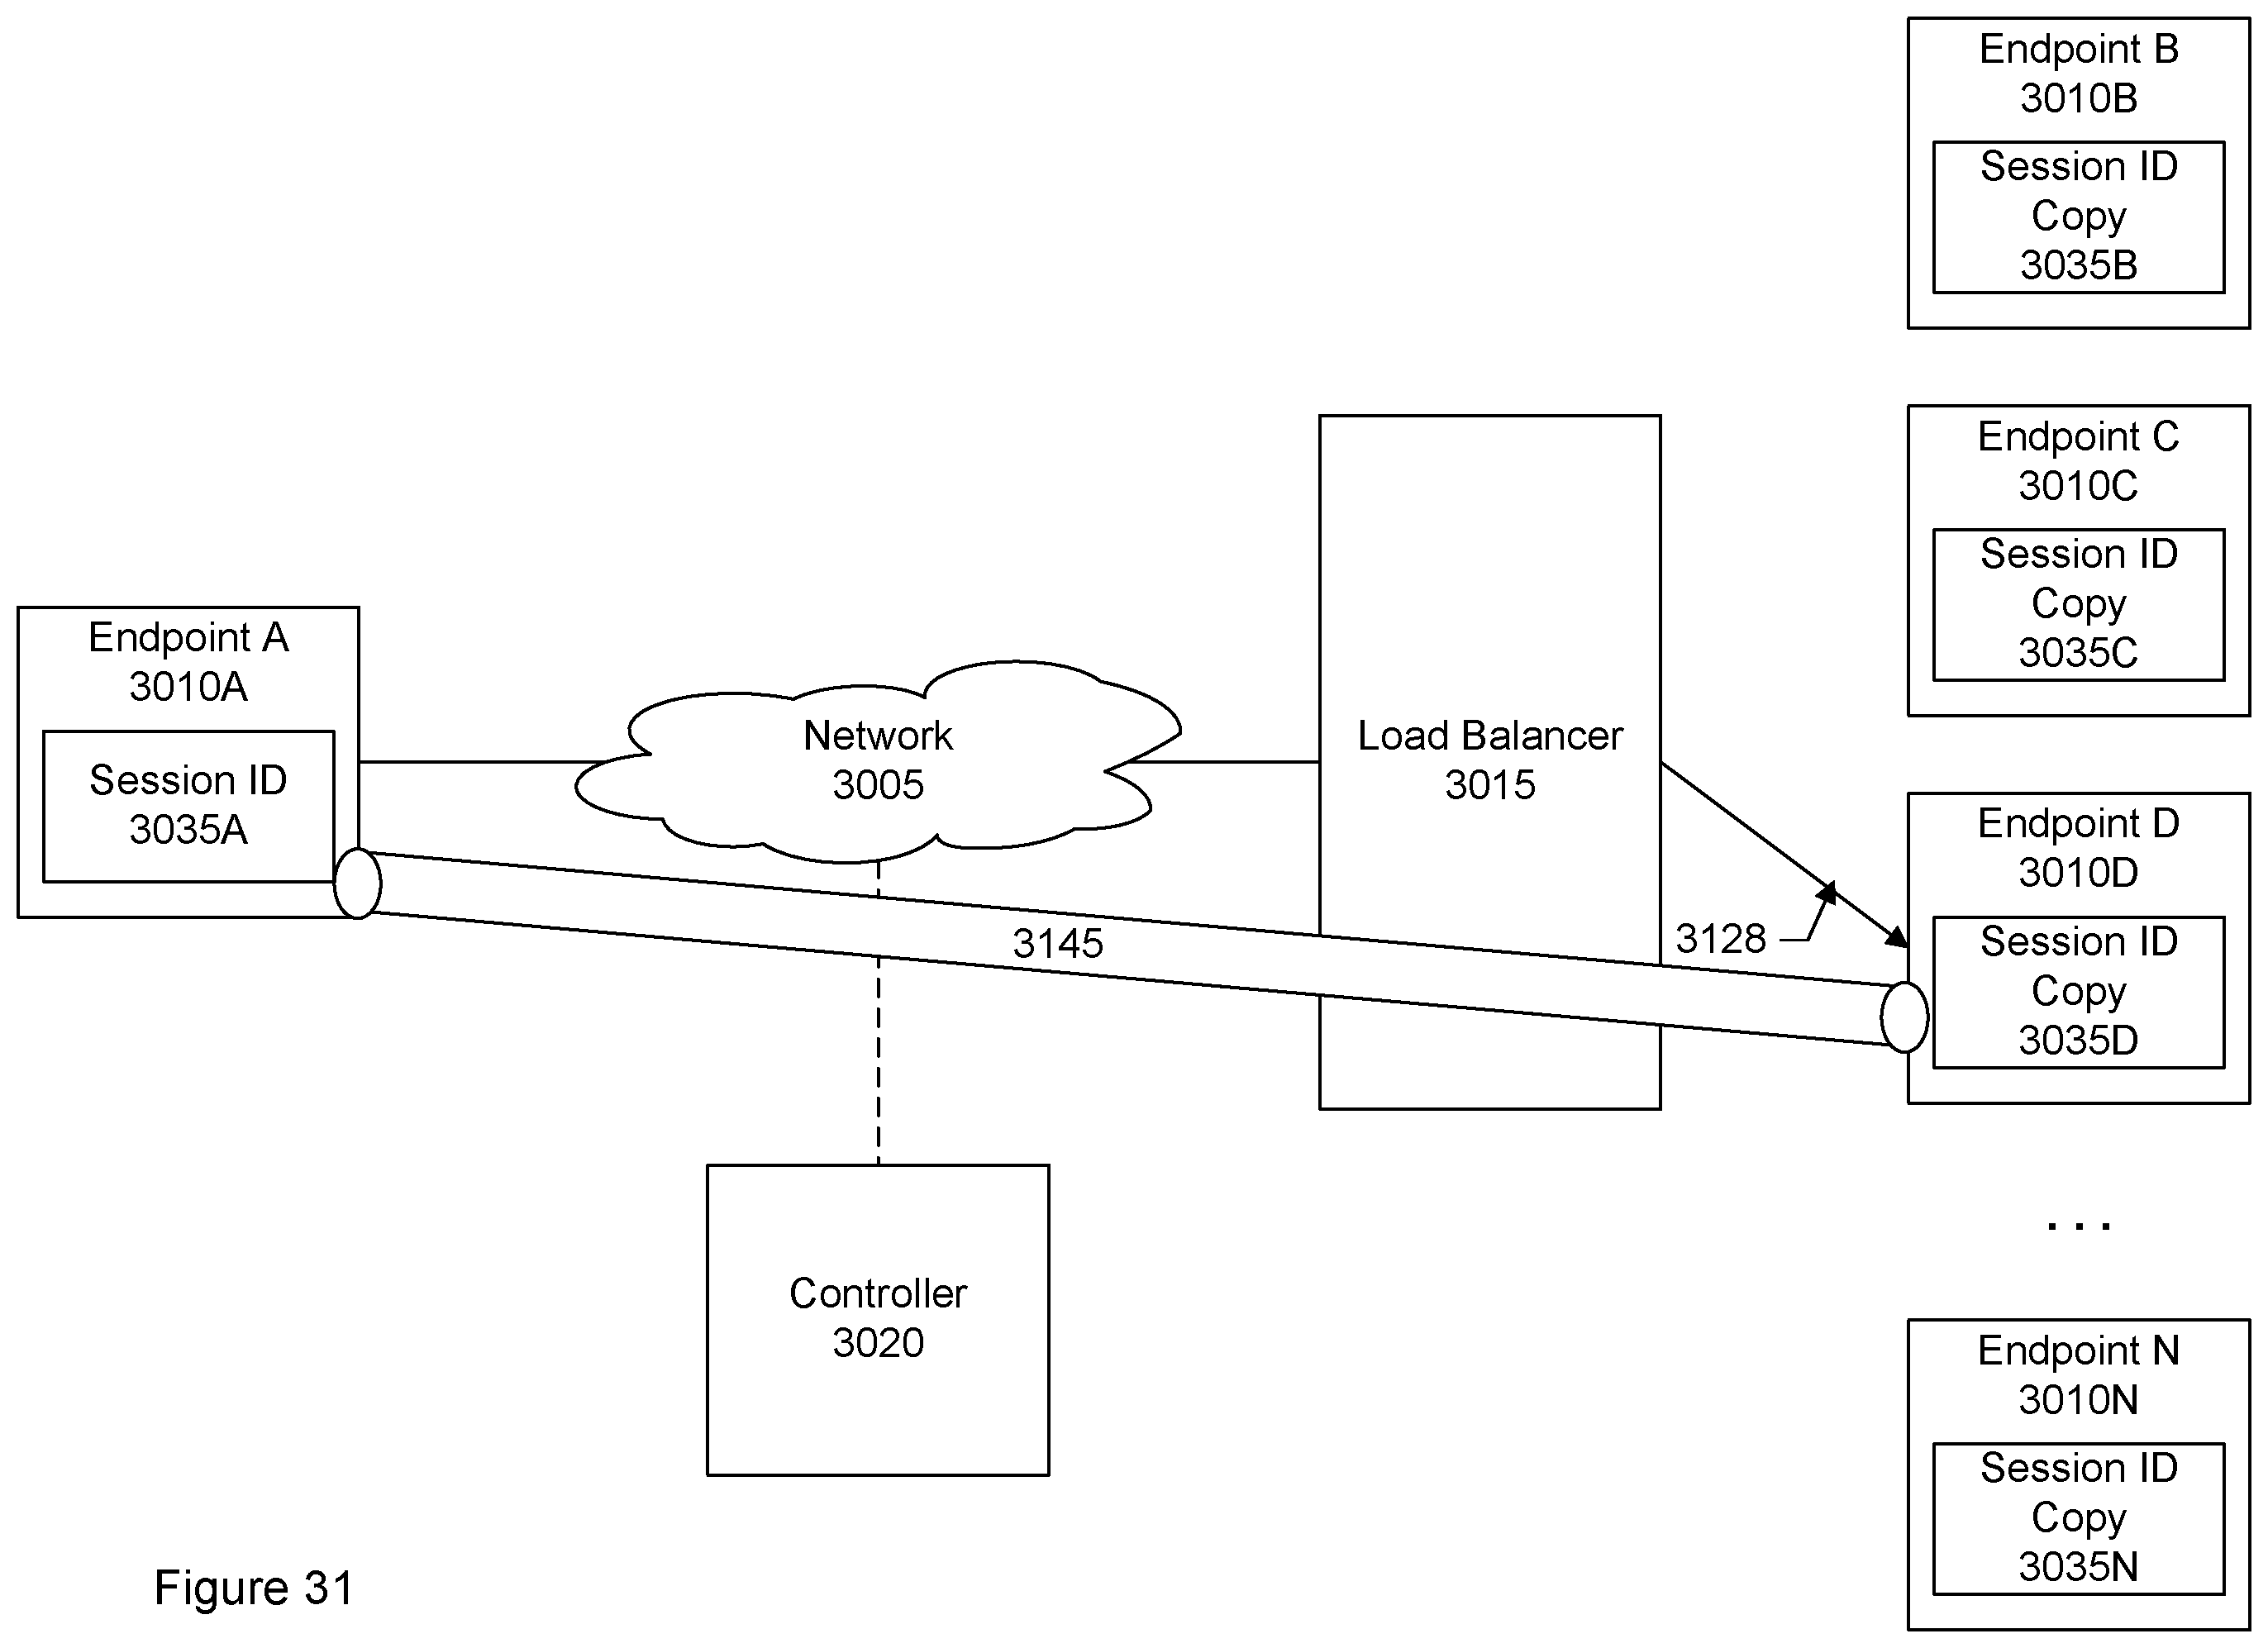 Endpoint B
3010B
Session ID
Copy
3035B
Endpoint C
3010C
Session ID
Copy
3035C
Endpoint A
3010A
Session ID
3035A
Network
3005
Load Balancer
3015
3145
3128
Endpoint D
3010D
Session ID
Copy
3035D
Controller
3020
. . .
Endpoint N
3010N
Session ID
Copy
3035N
Figure 31